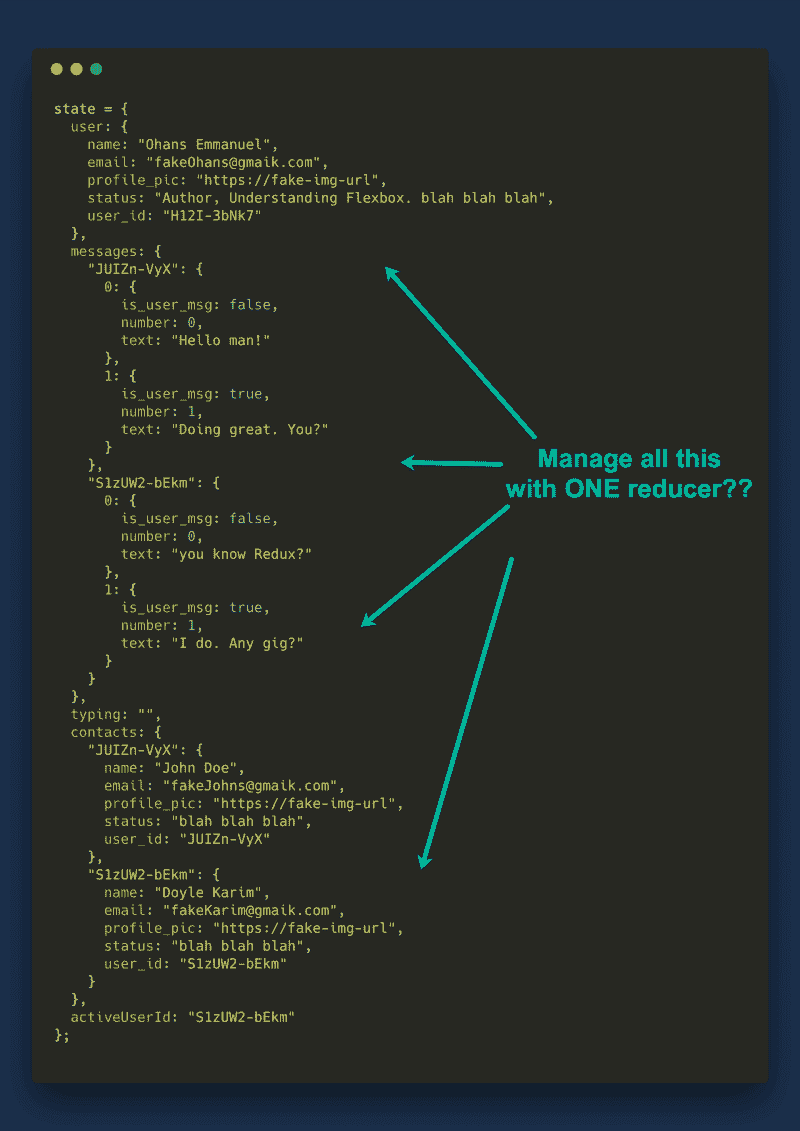 state = {
  user: {
    name: "Ohans Emmanuel",
    email: "fakeOhans@gmaik.com",
    profile_pic: "https://fake-img-url",
    status: "Author, Understanding Flexbox. blah blah blah",
    user_id: "H12I-3bNk7"
  },
  messages: {
    "JUIZn-VyX": {
      0: {
        is_user_msg: false,
        number: 0,
        text: "Hello man!"
      },
      1: {
        is_user_msg: true,
        number: 1,
        text: "Doing great. You?"
      }
    },
    "S1zUW2-bEkm": {
      0: {
        is_user_msg: false,
        number: 0,
        text: "you know Redux?"
      },
      1: {
        is_user_msg: true,
        number: 1,
        text: "I do. Any gig?"
      }
    }
  },
  typing: "",
  contacts: {
    "JUIZn-VyX": {
      name: "John Doe",
      email: "fakeJohns@gmaik.com",
      profile_pic: "https://fake-img-url",
      status: "blah blah blah",
      user_id: "JUIZn-VyX"
    },
    "S1zUW2-bEkm": {
      name: "Doyle Karim",
      email: "fakeKarim@gmaik.com",
      profile_pic: "https://fake-img-url",
      status: "blah blah blah",
      user_id: "S1zUW2-bEkm"
    }
  },
  activeUserId: "S1zUW2-bEkm"
};
Manage all this
with ONE reducer??